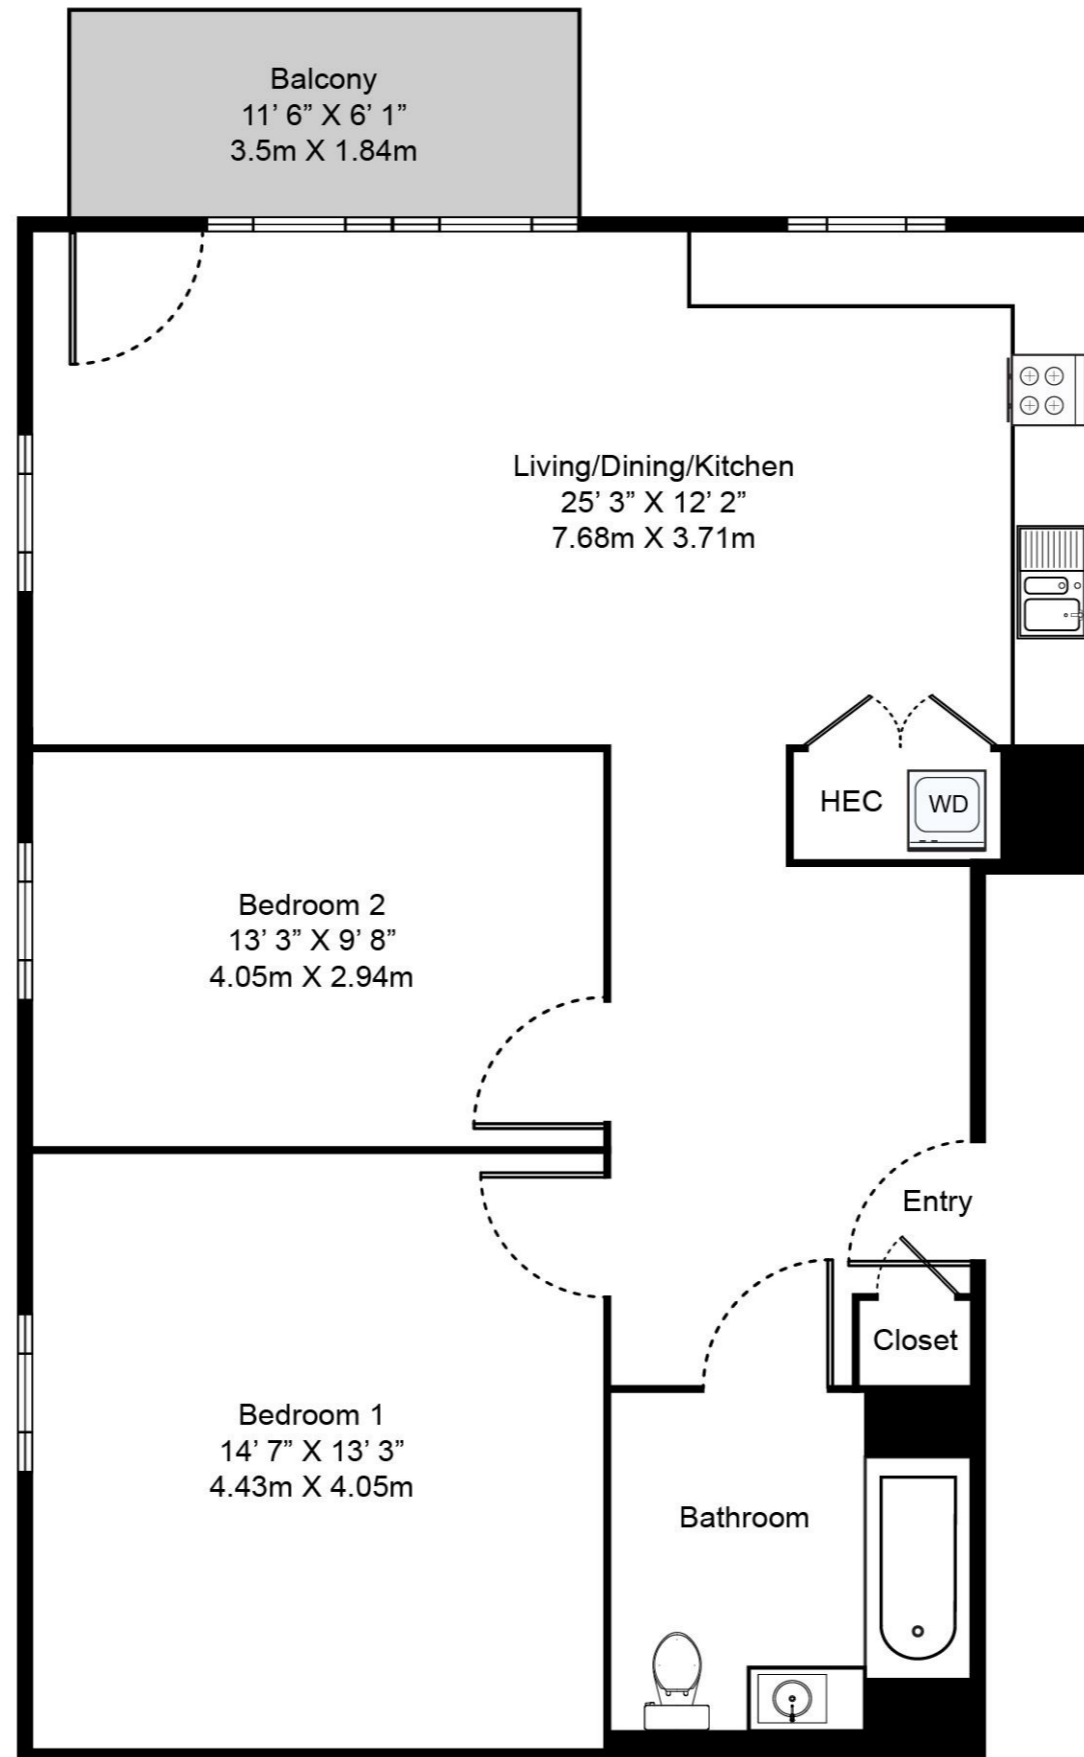 Balcony
11’ 6” X 6’ 1”
3.5m X 1.84m
Living/Dining/Kitchen
25’ 3” X 12’ 2”
7.68m X 3.71m
HEC
WD
Bedroom 2
13’ 3” X 9’ 8”
4.05m X 2.94m
Entry
Closet
Bedroom 1
14’ 7” X 13’ 3”
4.43m X 4.05m
Bathroom